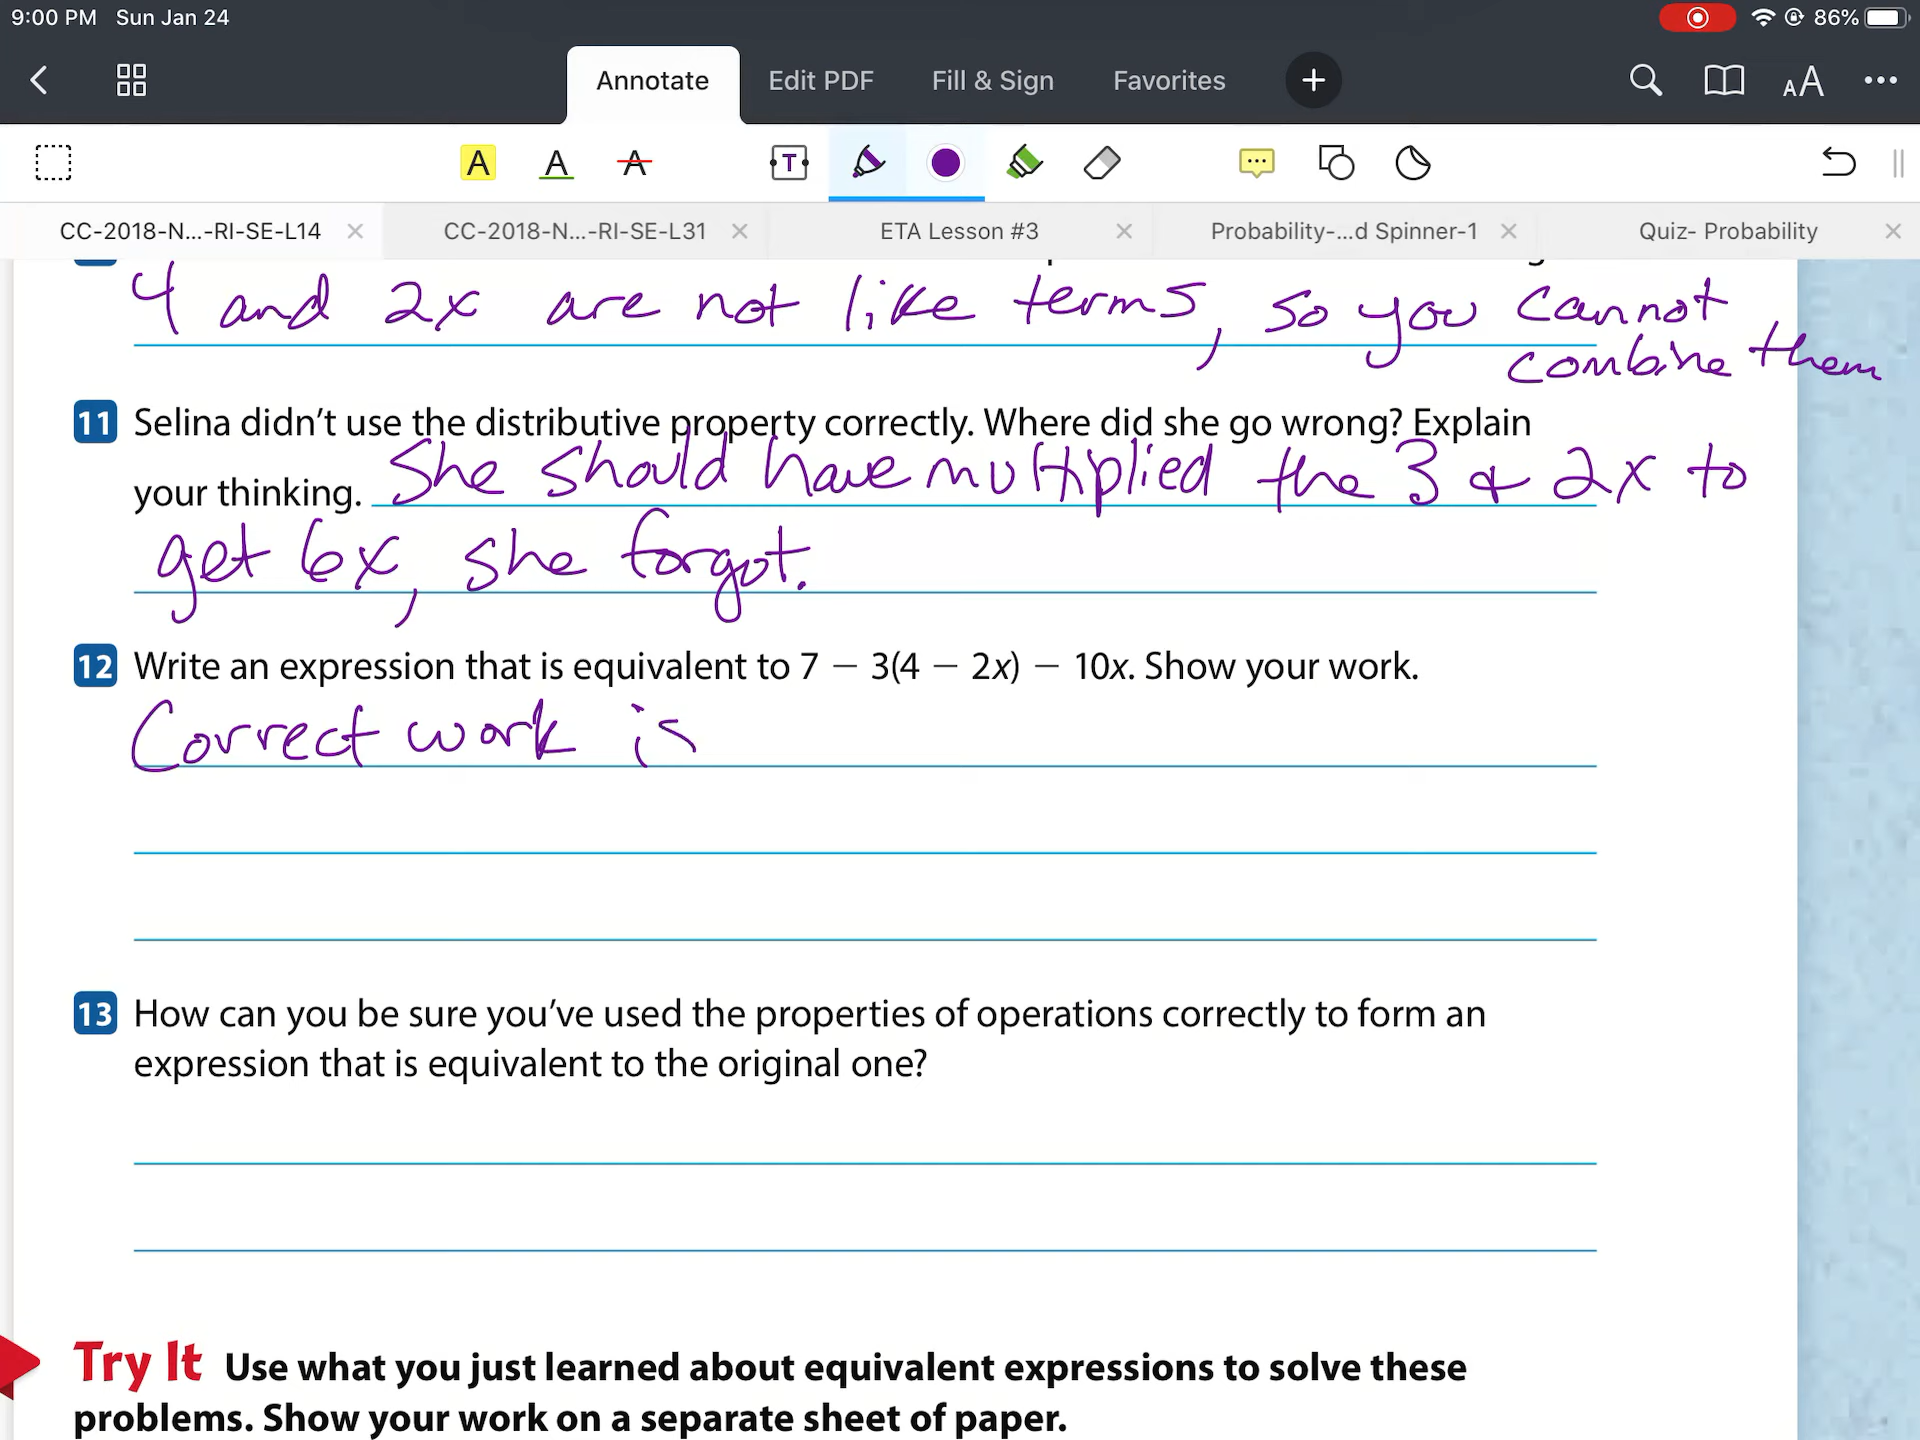 9:00 PM Sun Jan 24
86%
Annotate Edit PDF Fill & Sign Favorites
AA
A A A T
CC-2018-N...-RI-SE-L14 CC-2018-N...-RI-SE-L31 ETA Lesson #3 Probability-...d Spinner-1 Quiz- Probability
4 and 2x are not like terms, so you cannot
combine them
11 Selina didn't use the distributive property correctly. Where did she go wrong? Explain
your thinking. She should have multiplied the 3 & 2x to
get 6x, she forgot.
12 Write an expression that is equivalent to 7 − 3(4 − 2x) − 10x. Show your work.
Correct work is
13 How can you be sure you've used the properties of operations correctly to form an
expression that is equivalent to the original one?
Try It Use what you just learned about equivalent expressions to solve these
problems. Show your work on a separate sheet of paper.